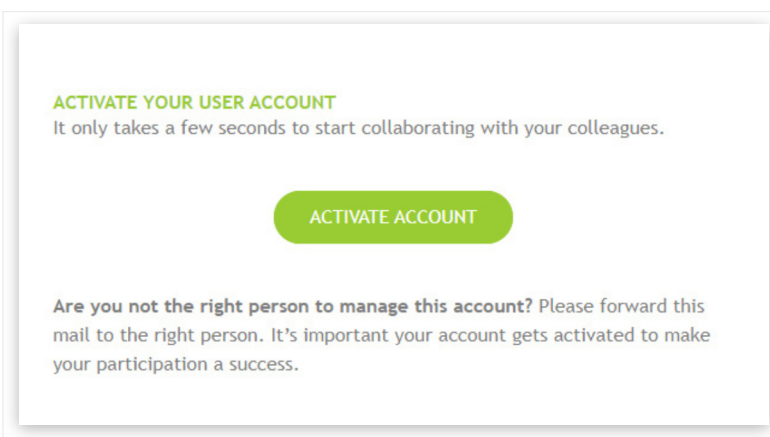 ACTIVATE YOUR USER ACCOUNT
It only takes a few seconds to start collaborating with your colleagues.
ACTIVATE ACCOUNT
Are you not the right person to manage this account? Please forward this
mail to the right person. It’s important your account gets activated to make
your participation a success.